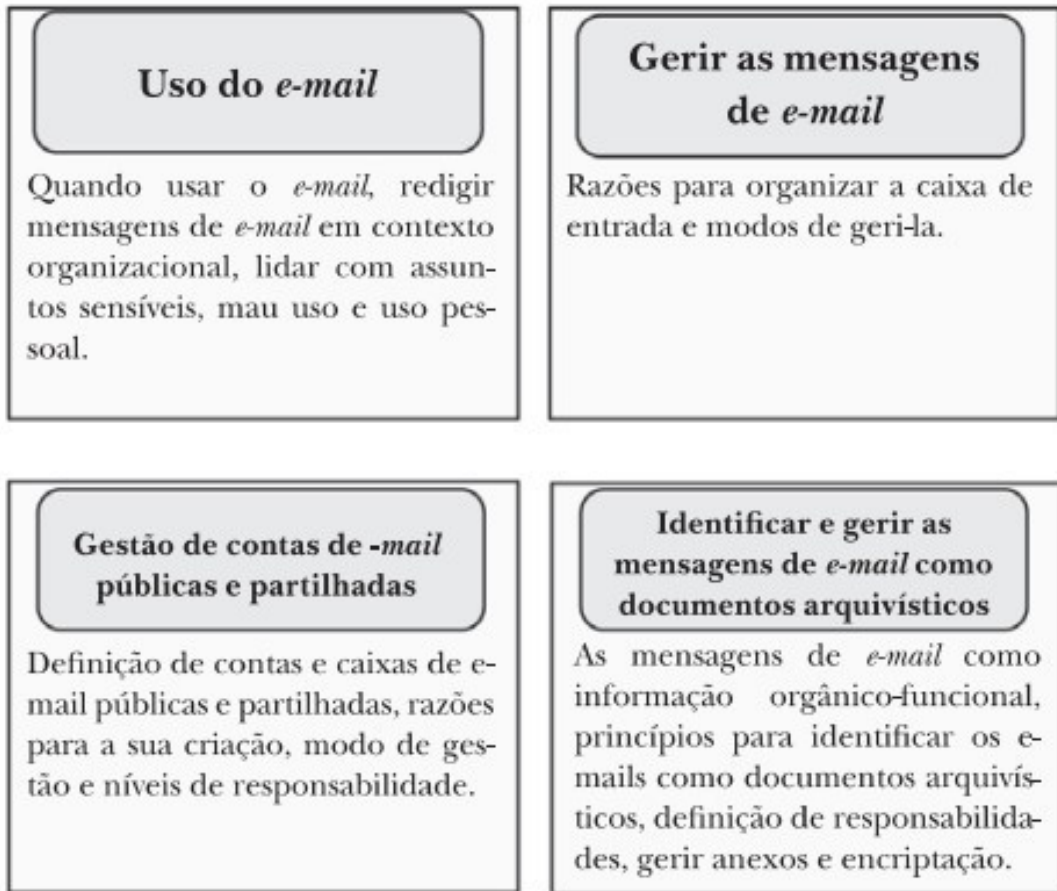 Uso do e-mail
Quando usar o e-mail, redigir
mensagens de e-mail em contexto
organizacional, lidar com assun-
tos sensíveis, mau uso e uso pes-
soal.
Gerir as mensagens
de e-mail
Razões para organizar a caixa de
entrada e modos de geri-la.
Gestão de contas de -mail
públicas e partilhadas
Definição de contas e caixas de e-
mail públicas e partilhadas, razões
para a sua criação, modo de ges-
tão e níveis de responsabilidade.
Identificar e gerir as
mensagens de e-mail como
documentos arquivísticos
As mensagens de e-mail como
informação orgânico-funcional,
princípios para identificar os e-
mails como documentos arquivís-
ticos, definição de responsabilida-
des, gerir anexos e encriptação.